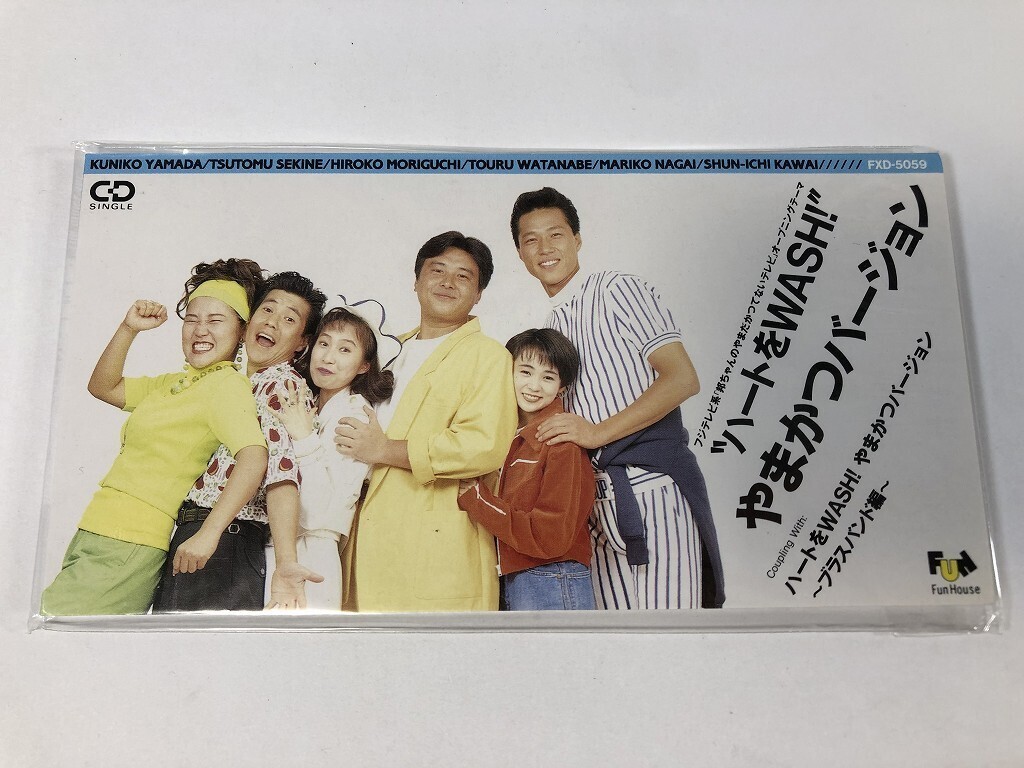 KUNIKO YAMADA/TSUTOMU SEKINE/HIROKO MORIGUCHI/TOURU WATANABE/MARIKO NAGAI/SHUN-ICHI KAWAI////// FXD-5059
CD
SINGLE
フジテレビ系「邦ちゃんのやまだかつてないテレビ」オープニングテーマ
"ハートをWASH!"
やまかつバージョン
Coupling With:
ハートをWASH! やまかつバージョン
〜ブラスバンド編〜
FUN
Fun House